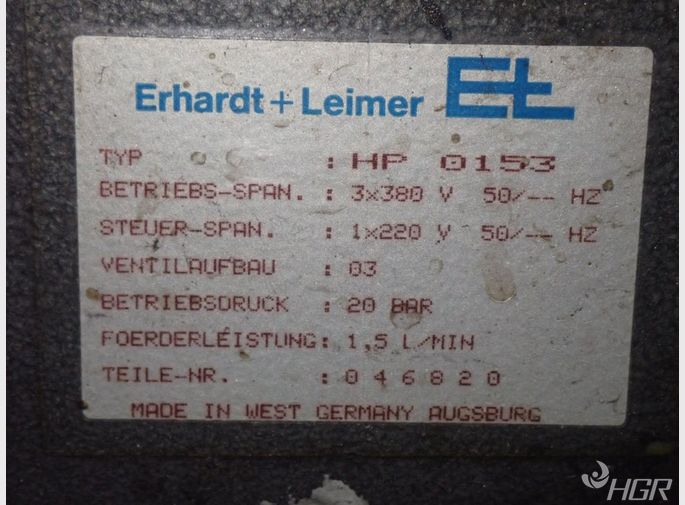 Erhardt+Leimer EL
TYP : HP 0153
BETRIEBS-SPAN. : 3x380 V 50/-- HZ
STEUER-SPAN. : 1x220 V 50/-- HZ
VENTILAUFBAU : 03
BETRIEBSDRUCK : 20 BAR
FOERDERLEISTUNG: 1,5 L/MIN
TEILE-NR. : 046820
MADE IN WEST GERMANY AUGSBURG
HGR